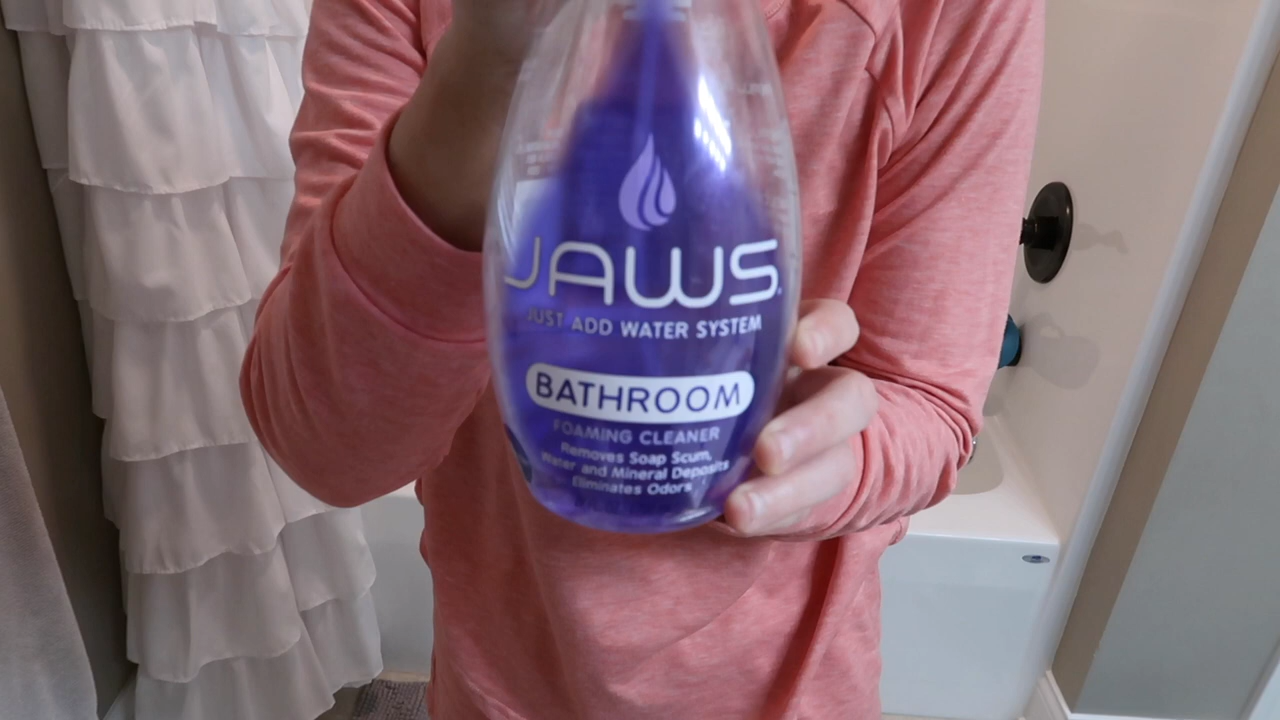 JAWS
JUST ADD WATER SYSTEM
BATHROOM
FOAMING CLEANER
Removes Soap Scum,
Water and Mineral Deposits
Eliminates Odors